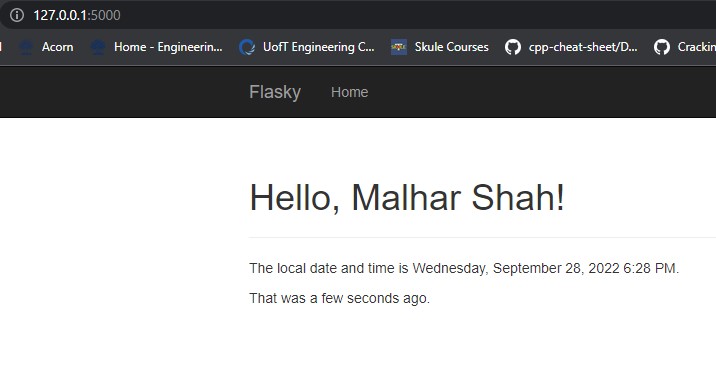 127.0.0.1:5000
Acorn Home - Engineerin... UofT Engineering C... Skule Courses cpp-cheat-sheet/D... Crackin
Flasky Home
Hello, Malhar Shah!
The local date and time is Wednesday, September 28, 2022 6:28 PM.
That was a few seconds ago.